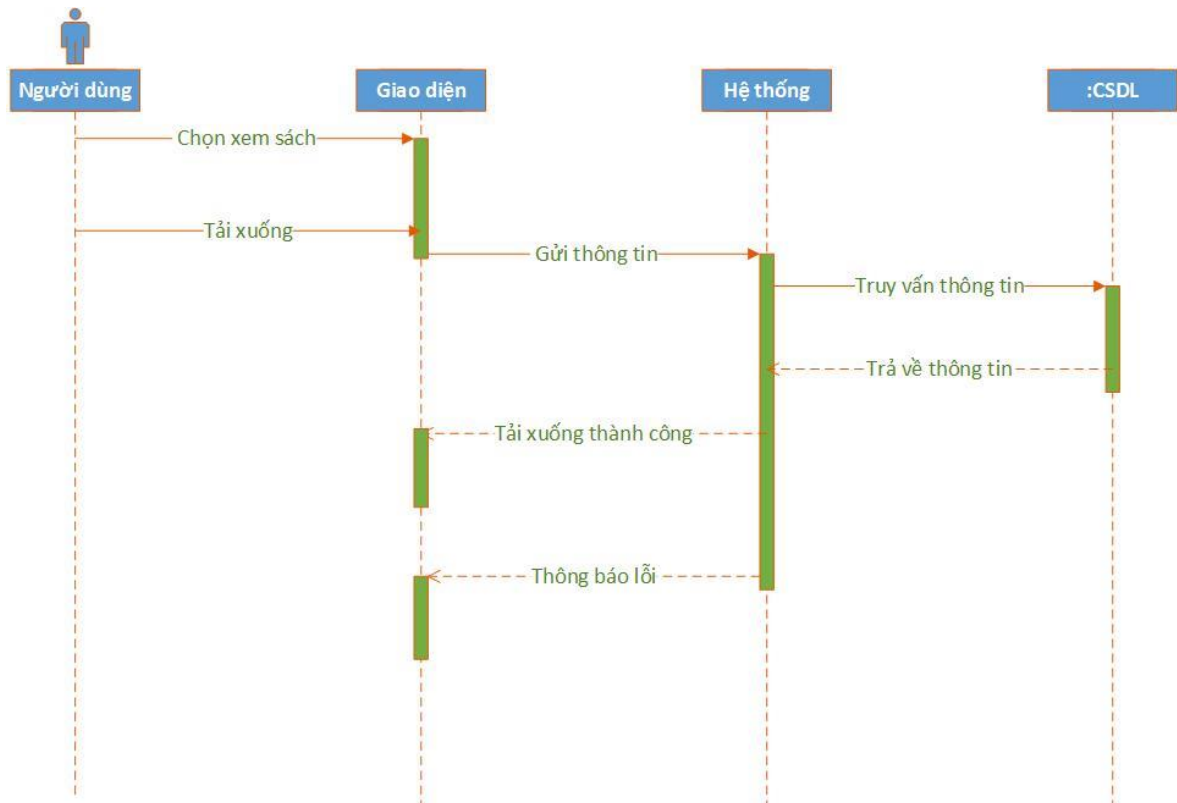 Người dùng
Giao diện
Hệ thống
:CSDL
Chọn xem sách
Tải xuống
Gửi thông tin
Truy vấn thông tin
Trả về thông tin
Tải xuống thành công
Thông báo lỗi